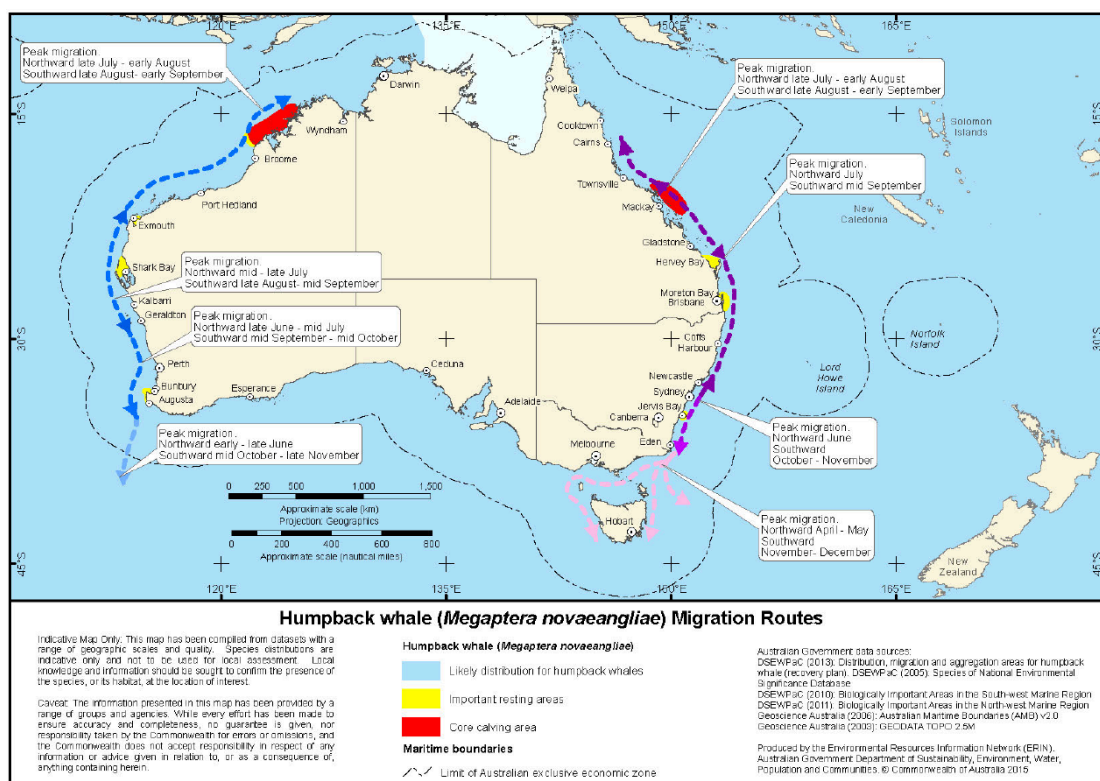 120°E
135°E
150°E
165°E
Peak migration.
Northward late July - early August
Southward late August- early September
Peak migration.
Northward late July - early August
Southward late August - early September
Darwin
Weipa
15°S
15°S
Wyndham
Cooktown
Cairns
Solomon
Islands
Broome
Townsville
Peak migration.
Northward July
Southward mid September
Port Hedland
Mackay
New
Caledonia
Exmouth
Gladstone
Shark Bay
Peak migration.
Northward mid - late July
Southward late August- mid September
Hervey Bay
Kalbarri
Moreton Bay
Brisbane
Geraldton
Peak migration.
Northward late June - mid July
Southward mid September - mid October
30°S
30°S
Coffs
Harbour
Norfolk
Island
Perth
Ceduna
Lord
Howe
Island
Bunbury
Esperance
Newcastle
Augusta
Sydney
Adelaide
Jervis Bay
Canberra
Peak migration.
Northward June
Southward
October - November
Melbourne
Eden
Peak migration.
Northward early - late June
Southward mid October - late November
0 250 500 1,000 1,500
Approximate scale (km)
Projection: Geographics
0 200 400 600 800
Approximate scale (nautical miles)
Hobart
Peak migration.
Northward April - May
Southward
November- December
45°S
45°S
New
Zealand
120°E
135°E
150°E
165°E
Humpback whale (Megaptera novaeangliae) Migration Routes
Indicative Map Only: This map has been compiled from datasets with a
range of geographic scales and quality. Species distributions are
indicative only and not to be used for local assessment. Local
knowledge and information should be sought to confirm the presence of
the species, or its habitat, at the location of interest.
Caveat: The information presented in this map has been provided by a
range of groups and agencies. While every effort has been made to
ensure accuracy and completeness, no guarantee is given, nor
responsibility taken by the Commonwealth for errors or omissions, and
the Commonwealth does not accept responsibility in respect of any
information or advice given in relation to, or as a consequence of,
anything containing herein.
Humpback whale (Megaptera novaeangliae)
Likely distribution for humpback whales
Important resting areas
Core calving area
Maritime boundaries
Limit of Australian exclusive economic zone
Australian Government data sources:
DSEWPaC (2013): Distribution, migration and aggregation areas for humpback
whale (recovery plan). DSEWPaC (2005). Species of National Environmental
Significance Database
DSEWPaC (2010): Biologically Important Areas in the South-west Marine Region
DSEWPaC (2011): Biologically Important Areas in the North-west Marine Region
Geoscience Australia (2006): Australian Maritime Boundaries (AMB) v2.0
Geoscience Australia (2003): GEODATA TOPO 2.5M
Produced by the Environmental Resources Information Network (ERIN).
Australian Government Department of Sustainability, Environment, Water,
Population and Communities. © Commonwealth of Australia 2015